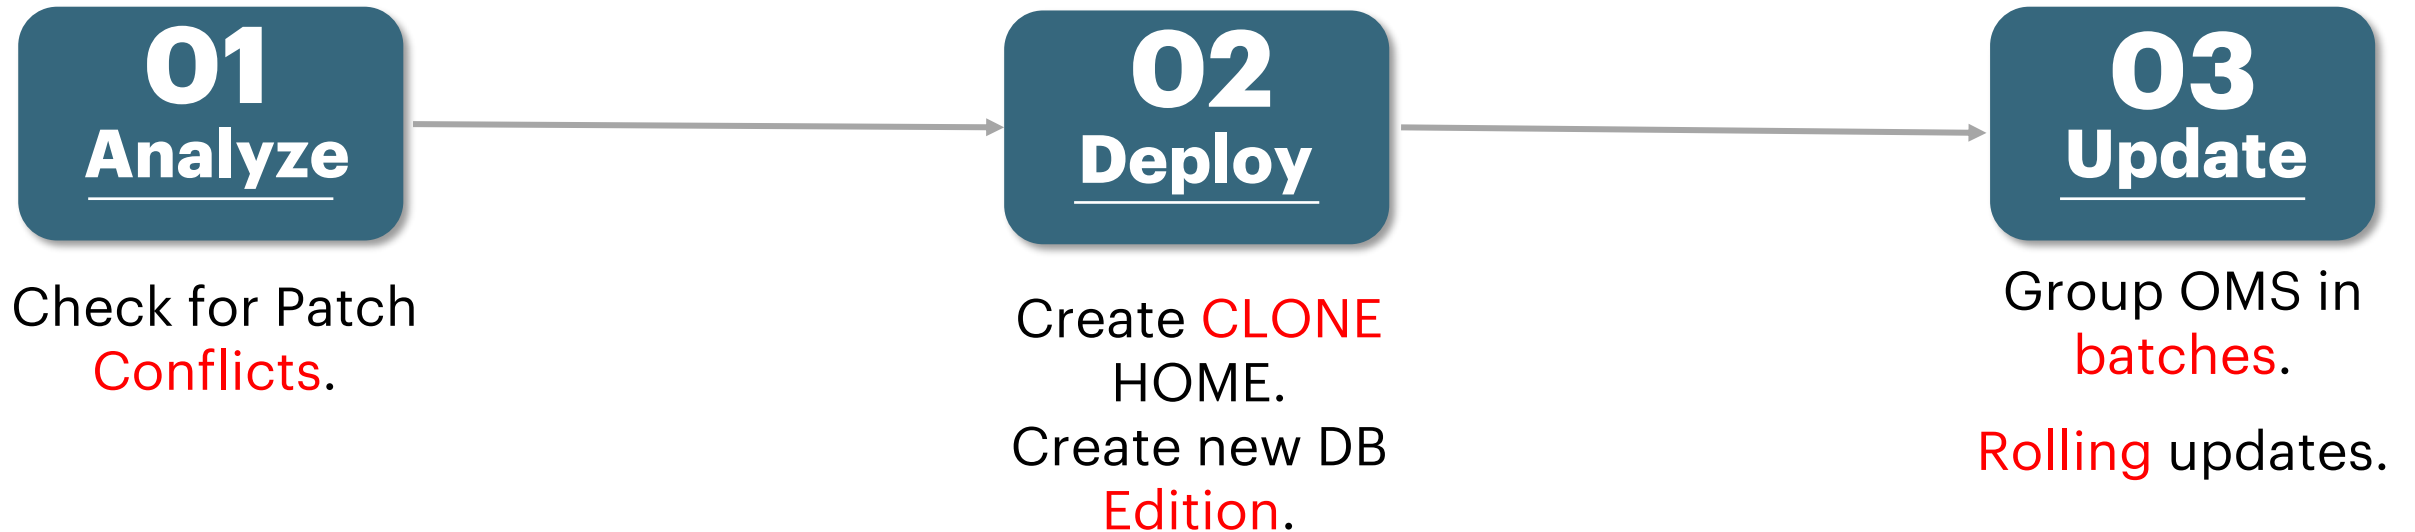 01
Analyze
Check for Patch
Conflicts.
02
Deploy
Create CLONE
HOME.
Create new DB
Edition.
03
Update
Group OMS in
batches.
Rolling updates.